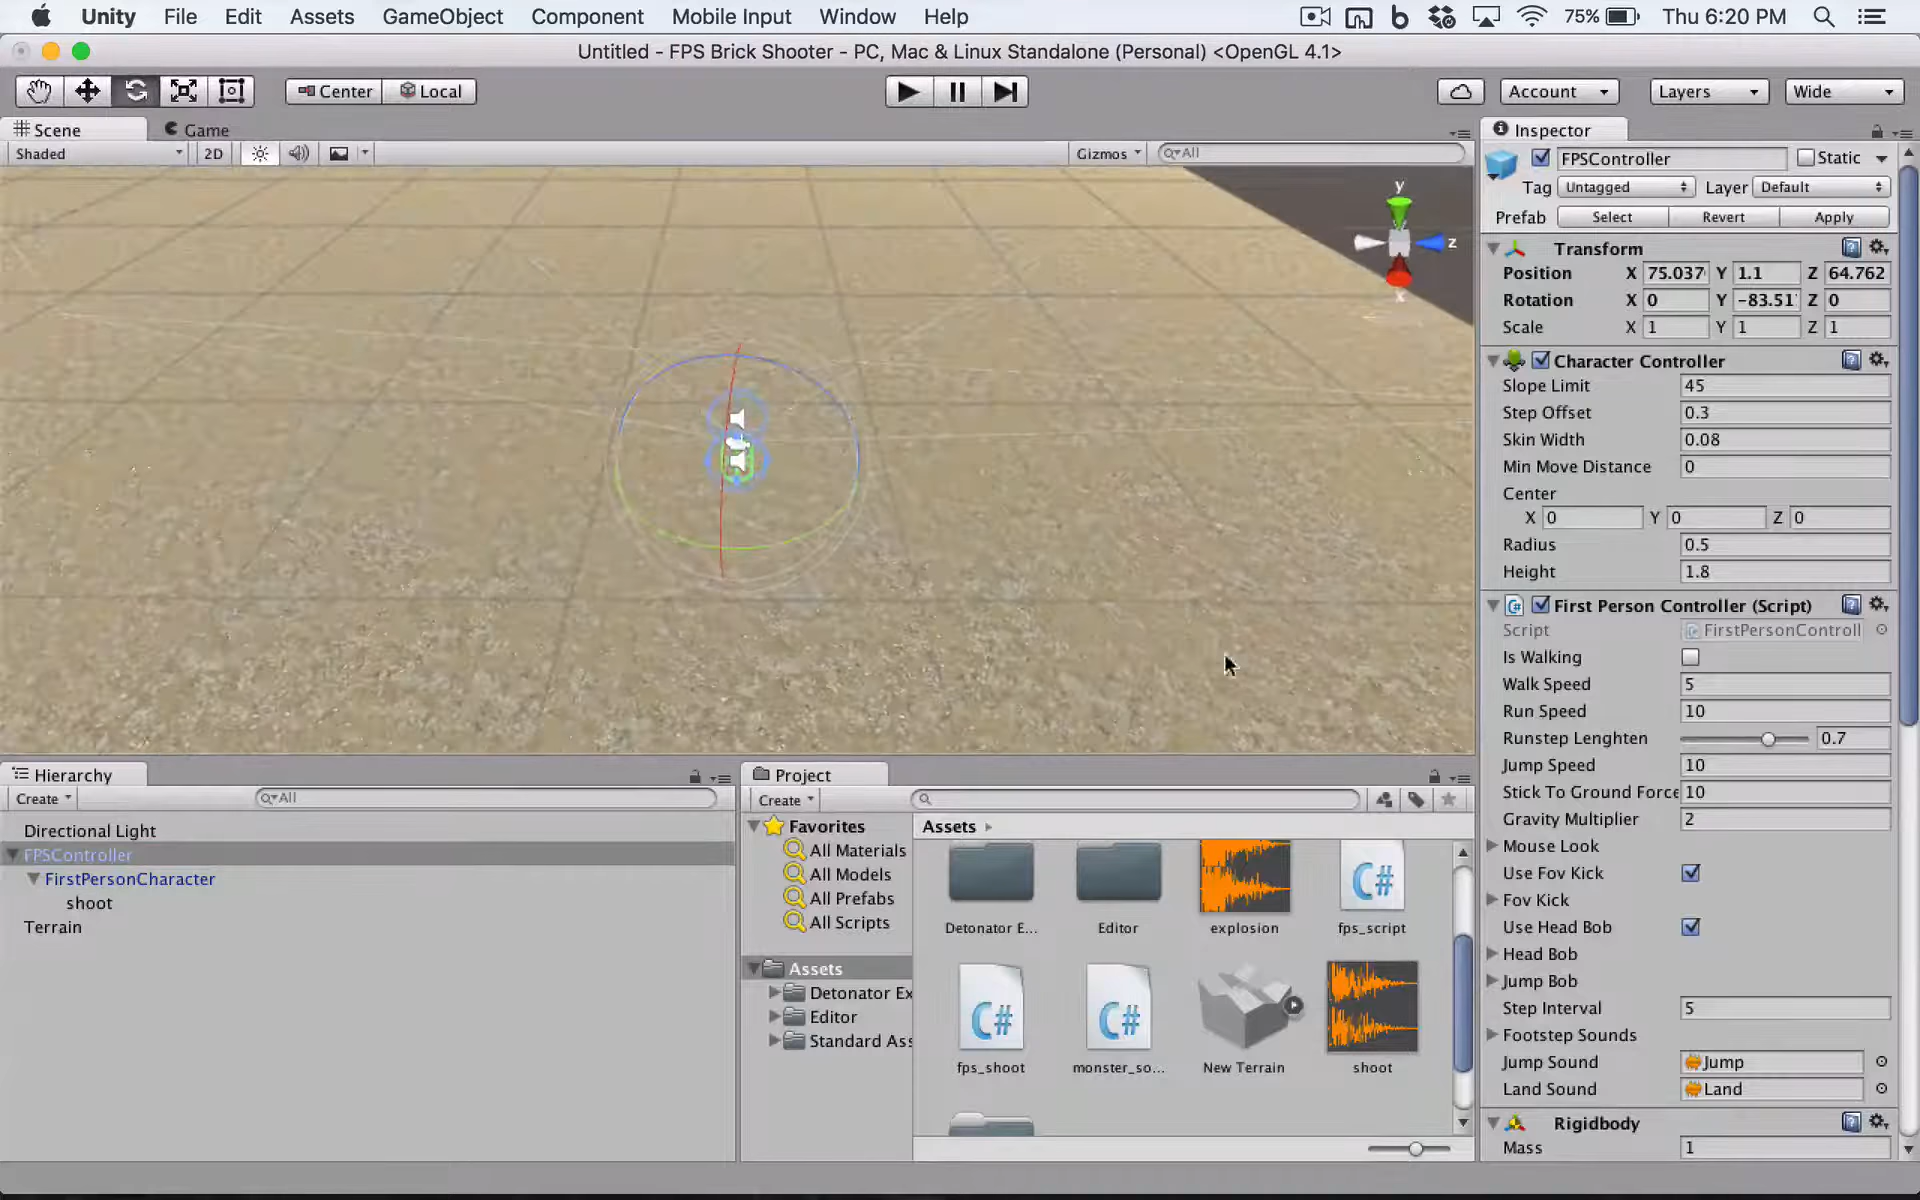 Unity File Edit Assets GameObject Component Mobile Input Window Help 75% Thu 6:20 PM
Untitled - FPS Brick Shooter - PC, Mac & Linux Standalone (Personal) <OpenGL 4.1>
Center Local Account Layers Wide
Scene Game
Shaded 2D Gizmos All
y
z
x
Inspector
FPSController Static
Tag Untagged Layer Default
Prefab Select Revert Apply
Transform
Position X 75.037 Y 1.1 Z 64.762
Rotation X 0 Y -83.51 Z 0
Scale X 1 Y 1 Z 1
Character Controller
Slope Limit 45
Step Offset 0.3
Skin Width 0.08
Min Move Distance 0
Center
X 0 Y 0 Z 0
Radius 0.5
Height 1.8
First Person Controller (Script)
Script FirstPersonControll
Is Walking
Walk Speed 5
Run Speed 10
Runstep Lenghten 0.7
Jump Speed 10
Stick To Ground Force 10
Gravity Multiplier 2
Mouse Look
Use Fov Kick
Fov Kick
Use Head Bob
Head Bob
Jump Bob
Step Interval 5
Footstep Sounds
Jump Sound Jump
Land Sound Land
Rigidbody
Mass 1
Hierarchy
Create All
Directional Light
FPSController
FirstPersonCharacter
shoot
Terrain
Project
Create
Favorites
All Materials
All Models
All Prefabs
All Scripts
Assets
Detonator Ex
Editor
Standard Ass
Assets
Detonator E... Editor explosion fps_script
C#
fps_shoot monster_so... New Terrain shoot
C# C#